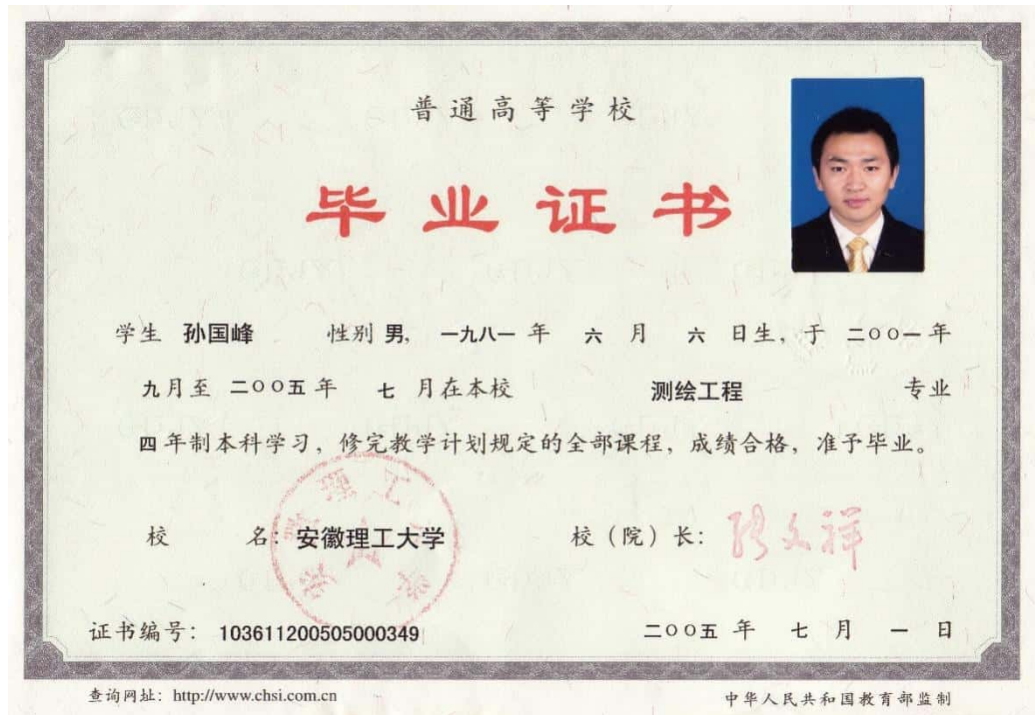 普通高等学校
毕业证书
学生 孙国峰 性别 男, 一九八一 年 六 月 六 日生, 于 二〇〇一 年
九月至 二〇〇五 年 七 月在本校 测绘工程 专业
四 年制本科学习, 修完教学计划规定的全部课程, 成绩合格, 准予毕业。
校 名: 安徽理工大学 校 (院) 长:
证书编号: 103611200505000349 二〇〇五 年 七 月 一 日
查询网址: http://www.chsi.com.cn 中华人民共和国教育部监制